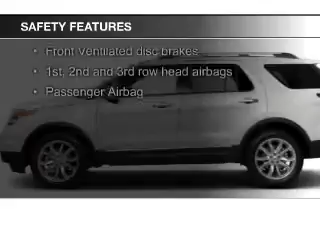 SAFETY FEATURES
• Front Ventilated disc brakes
• 1st, 2nd and 3rd row head airbags
• Passenger Airbag